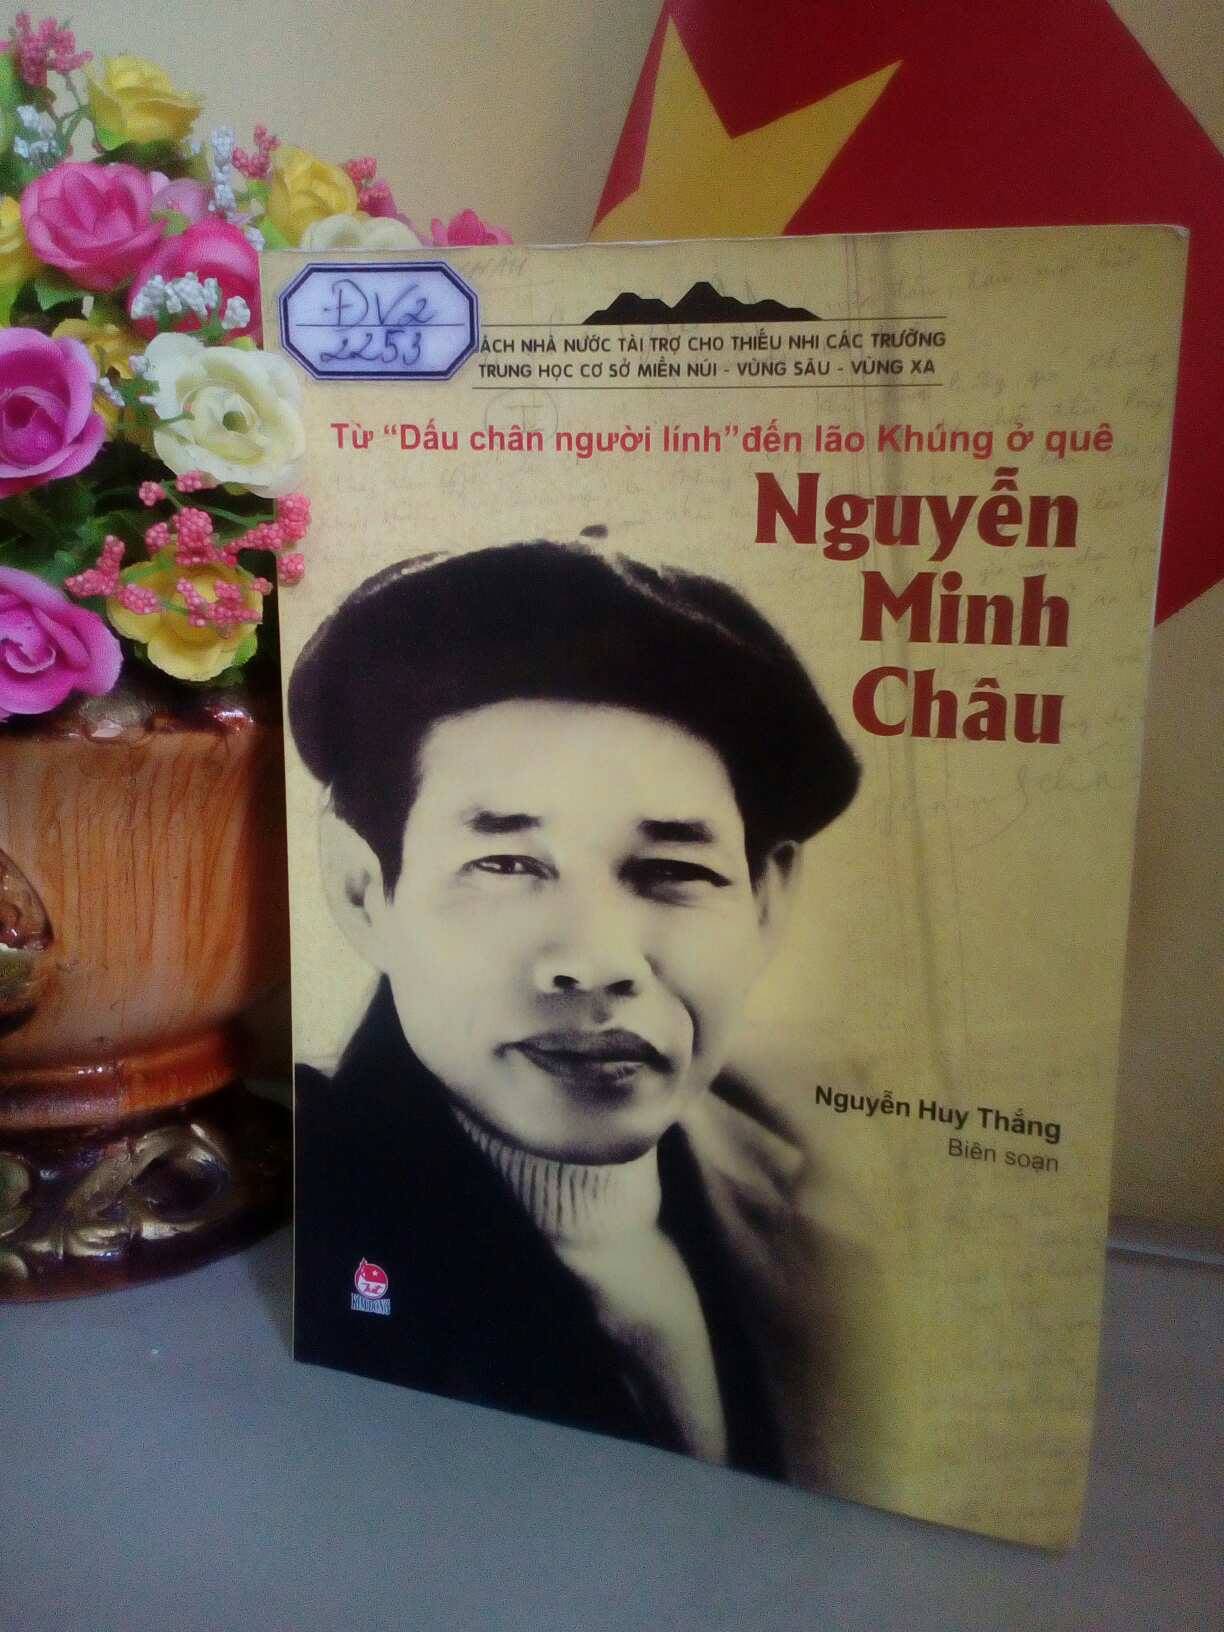 ĐV2
2253
ÁCH NHÀ NƯỚC TÀI TRỢ CHO THIẾU NHI CÁC TRƯỜNG
TRUNG HỌC CƠ SỞ MIỀN NÚI - VÙNG SÂU - VÙNG XA
Từ “Dấu chân người lính” đến lão Khúng ở quê
Nguyễn
Minh
Châu
Nguyễn Huy Thắng
Biên soạn
KIM ĐỒNG